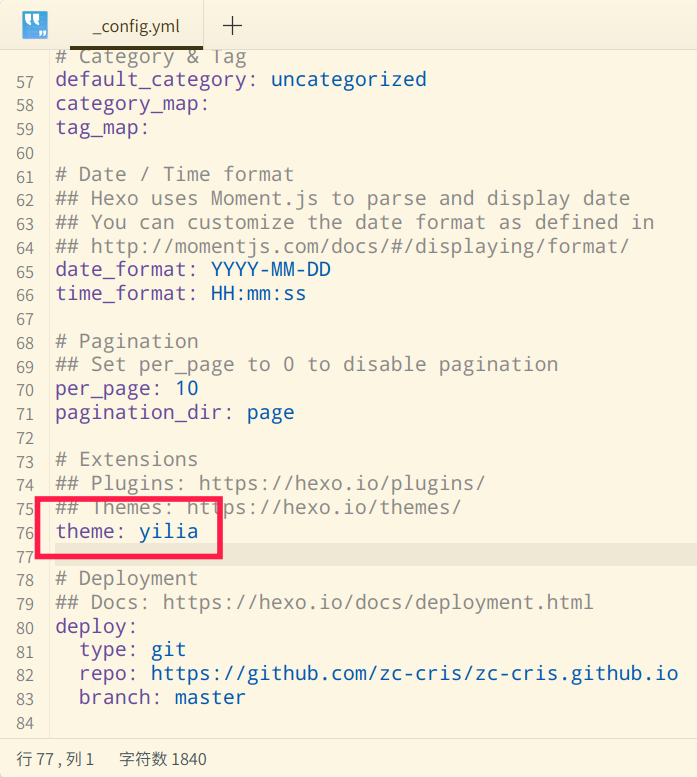 _config.yml
# Category & Tag
57 default_category: uncategorized
58 category_map:
59 tag_map:
60
61 # Date / Time format
62 ## Hexo uses Moment.js to parse and display date
63 ## You can customize the date format as defined in
64 ## http://momentjs.com/docs/#/displaying/format/
65 date_format: YYYY-MM-DD
66 time_format: HH:mm:ss
67
68 # Pagination
69 ## Set per_page to 0 to disable pagination
70 per_page: 10
71 pagination_dir: page
72
73 # Extensions
74 ## Plugins: https://hexo.io/plugins/
75 ## Themes: https://hexo.io/themes/
76 theme: yilia
77
78 # Deployment
79 ## Docs: https://hexo.io/docs/deployment.html
80 deploy:
81   type: git
82   repo: https://github.com/zc-cris/zc-cris.github.io
83   branch: master
84
行 77 , 列 1 字符数 1840